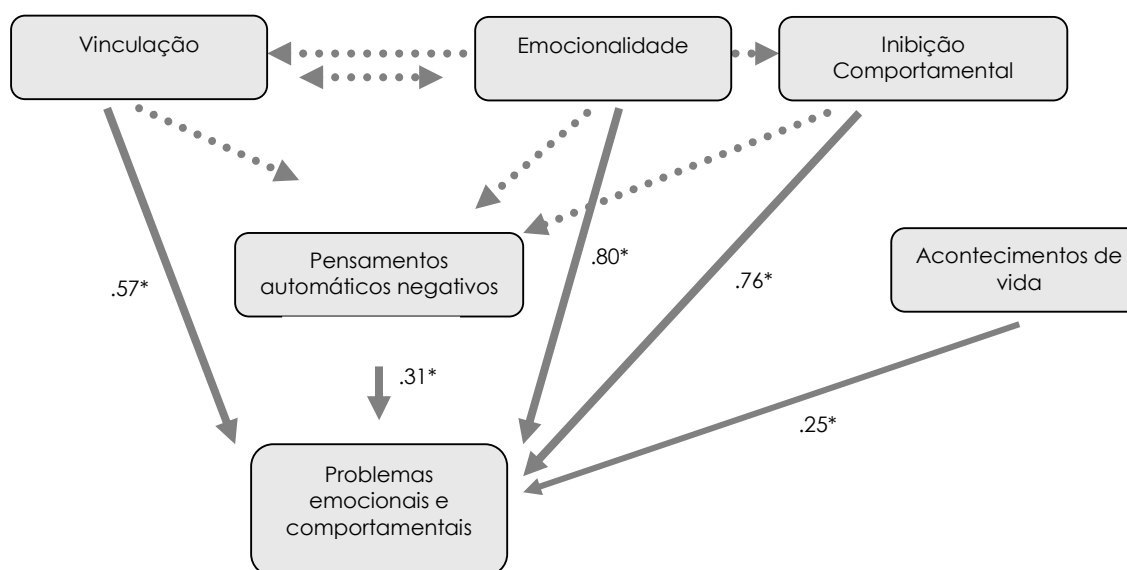 Vinculação
Emocionalidade
Inibição
Comportamental
Pensamentos
automáticos negativos
Acontecimentos de
vida
.57*
.80*
.76*
.31*
.25*
Problemas
emocionais e
comportamentais